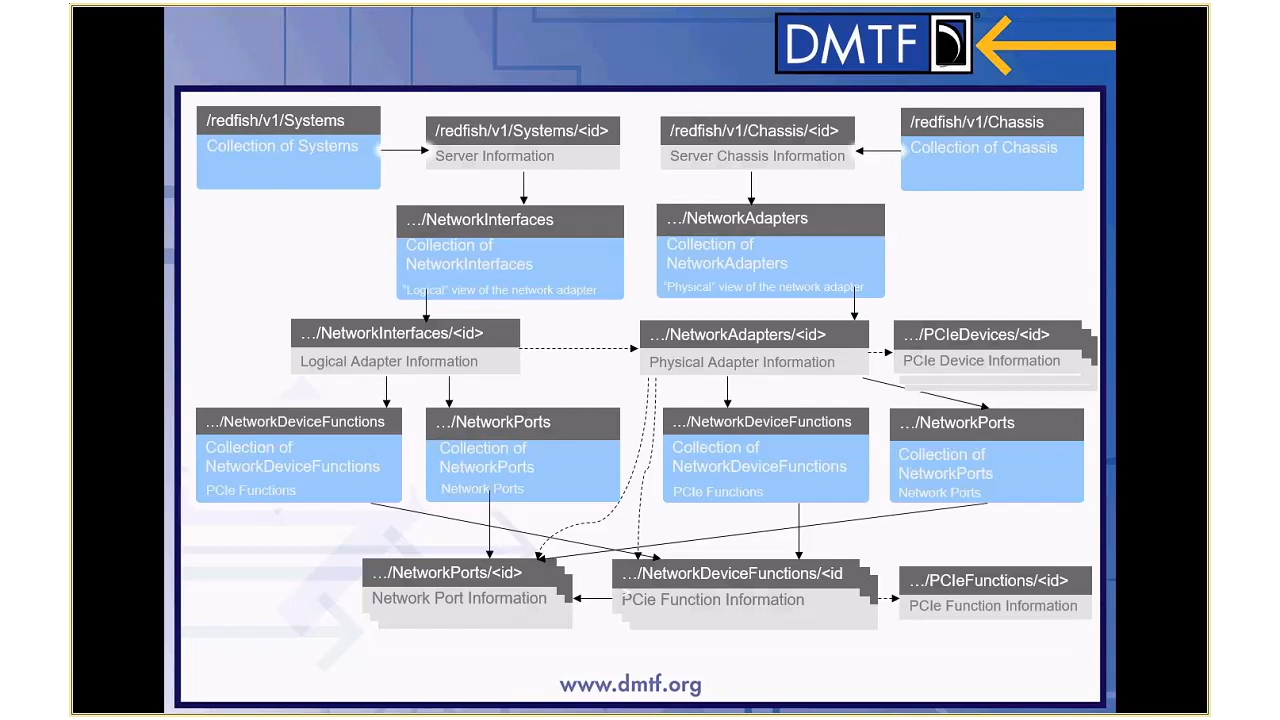 DMTF
/redfish/v1/Systems
Collection of Systems
/redfish/v1/Systems/<id>
Server Information
/redfish/v1/Chassis/<id>
Server Chassis Information
/redfish/v1/Chassis
Collection of Chassis
…/NetworkInterfaces
Collection of
NetworkInterfaces
"Logical" view of the network adapter
…/NetworkAdapters
Collection of
NetworkAdapters
"Physical" view of the network adapter
…/NetworkInterfaces/<id>
Logical Adapter Information
…/NetworkAdapters/<id>
Physical Adapter Information
…/PCIeDevices/<id>
PCIe Device Information
…/NetworkDeviceFunctions
Collection of
NetworkDeviceFunctions
PCIe Functions
…/NetworkPorts
Collection of
NetworkPorts
Network Ports
…/NetworkDeviceFunctions
Collection of
NetworkDeviceFunctions
PCIe Functions
…/NetworkPorts
Collection of
NetworkPorts
Network Ports
…/NetworkPorts/<id>
Network Port Information
…/NetworkDeviceFunctions/<id
PCie Function Information
…/PCIeFunctions/<id>
PCIe Function Information
www.dmtf.org